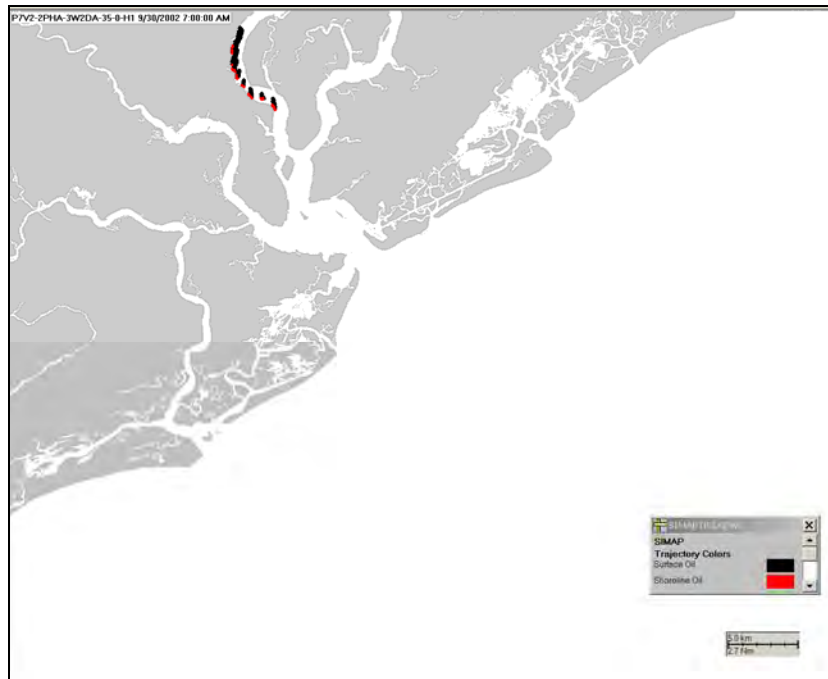 P7V2-2PHA-3W2DA-35-0-H1 9/30/2002 7:00:00 AM
SIMAP
Trajectory Colors
Surface Oil
Shoreline Oil
5.0 km
2.7 Nm